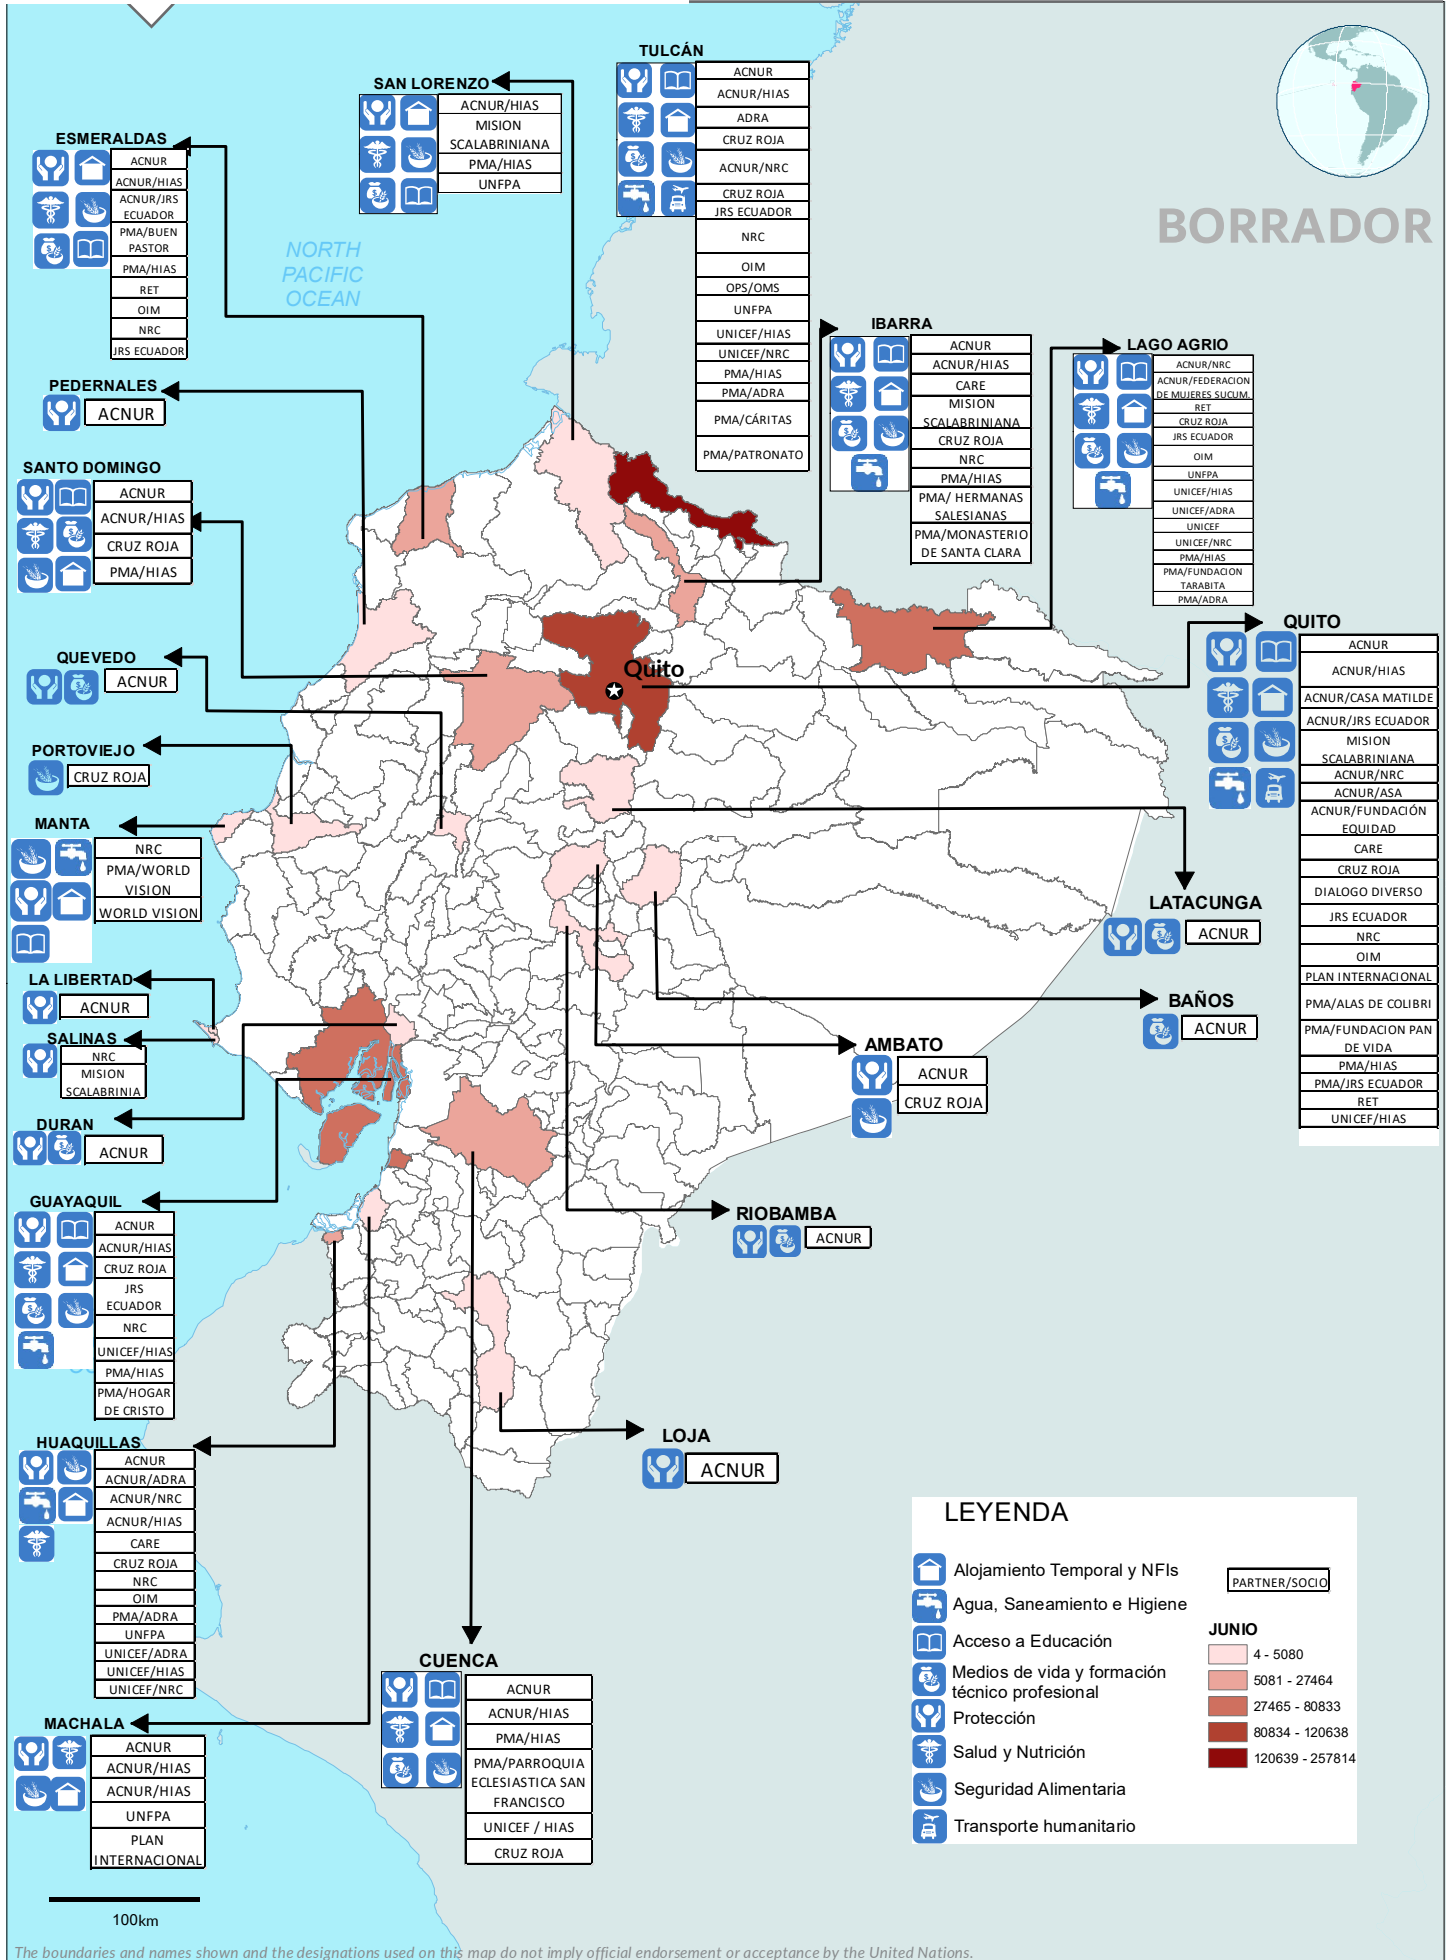 TULCÁN
ACNUR
ACNUR/HIAS
ADRA
CRUZ ROJA
ACNUR/NRC
CRUZ ROJA
JRS ECUADOR
NRC
OIM
OPS/OMS
UNFPA
UNICEF/HIAS
UNICEF/NRC
PMA/HIAS
PMA/ADRA
PMA/CÁRITAS
PMA/PATRONATO
SAN LORENZO
ACNUR/HIAS
MISION
SCALABRINIANA
PMA/HIAS
UNFPA
ESMERALDAS
ACNUR
ACNUR/HIAS
ACNUR/JRS
ECUADOR
PMA/BUEN
PASTOR
PMA/HIAS
RET
OIM
NRC
JRS ECUADOR
BORRADOR
NORTH
PACIFIC
OCEAN
IBARRA
ACNUR
ACNUR/HIAS
CARE
MISION
SCALABRINIANA
CRUZ ROJA
NRC
PMA/HIAS
PMA/ HERMANAS
SALESIANAS
PMA/MONASTERIO
DE SANTA CLARA
LAGO AGRIO
ACNUR/NRC
ACNUR/FEDERACION
DE MUJERES SUCUM.
RET
CRUZ ROJA
JRS ECUADOR
OIM
UNFPA
UNICEF/HIAS
UNICEF/ADRA
UNICEF
UNICEF/NRC
PMA/HIAS
PMA/FUNDACION
TARABITA
PMA/ADRA
PEDERNALES
ACNUR
SANTO DOMINGO
ACNUR
ACNUR/HIAS
CRUZ ROJA
PMA/HIAS
QUITO
ACNUR
ACNUR/HIAS
ACNUR/CASA MATILDE
ACNUR/JRS ECUADOR
MISION
SCALABRINIANA
ACNUR/NRC
ACNUR/ASA
ACNUR/FUNDACIÓN
EQUIDAD
CARE
CRUZ ROJA
DIALOGO DIVERSO
JRS ECUADOR
NRC
OIM
PLAN INTERNACIONAL
PMA/ALAS DE COLIBRI
PMA/FUNDACION PAN
DE VIDA
PMA/HIAS
PMA/JRS ECUADOR
RET
UNICEF/HIAS
Quito
QUEVEDO
ACNUR
PORTOVIEJO
CRUZ ROJA
MANTA
NRC
PMA/WORLD
VISION
WORLD VISION
LATACUNGA
ACNUR
LA LIBERTAD
ACNUR
BAÑOS
ACNUR
SALINAS
NRC
MISION
SCALABRINIA
AMBATO
ACNUR
CRUZ ROJA
DURAN
ACNUR
GUAYAQUIL
ACNUR
ACNUR/HIAS
CRUZ ROJA
JRS
ECUADOR
NRC
UNICEF/HIAS
PMA/HIAS
PMA/HOGAR
DE CRISTO
RIOBAMBA
ACNUR
LOJA
ACNUR
HUAQUILLAS
ACNUR
ACNUR/ADRA
ACNUR/NRC
ACNUR/HIAS
CARE
CRUZ ROJA
NRC
OIM
PMA/ADRA
UNFPA
UNICEF/ADRA
UNICEF/HIAS
UNICEF/NRC
MACHALA
ACNUR
ACNUR/HIAS
ACNUR/HIAS
UNFPA
PLAN
INTERNACIONAL
CUENCA
ACNUR
ACNUR/HIAS
PMA/HIAS
PMA/PARROQUIA
ECLESIASTICA SAN
FRANCISCO
UNICEF / HIAS
CRUZ ROJA
LEYENDA
Alojamiento Temporal y NFIs
Agua, Saneamiento e Higiene
Acceso a Educación
Medios de vida y formación
técnico profesional
Protección
Salud y Nutrición
Seguridad Alimentaria
Transporte humanitario
PARTNER/SOCIO
JUNIO
4 - 5080
5081 - 27464
27465 - 80833
80834 - 120638
120639 - 257814
100km
The boundaries and names shown and the designations used on this map do not imply official endorsement or acceptance by the United Nations.